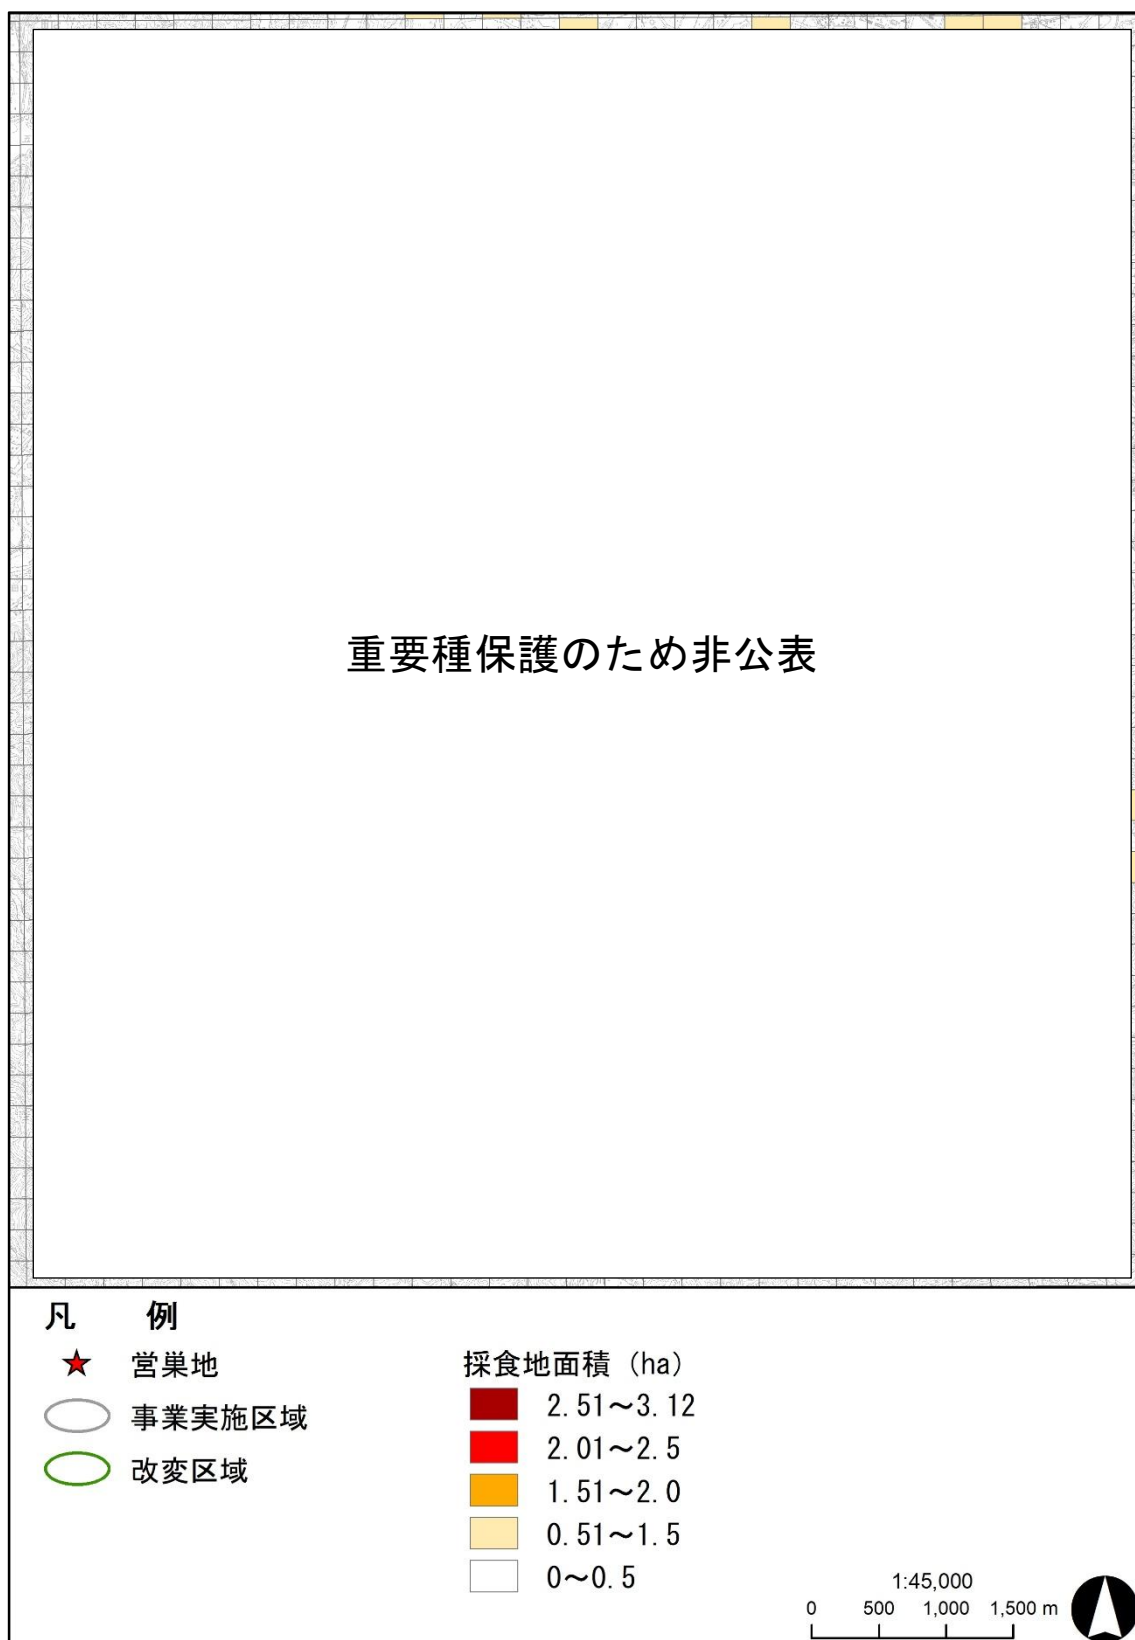 重要種保護のため非公表
凡 例
営巣地
事業実施区域
改変区域
採食地面積（ha）
2.51～3.12
2.01～2.5
1.51～2.0
0.51～1.5
0～0.5
1:45,000
0 500 1,000 1,500 m